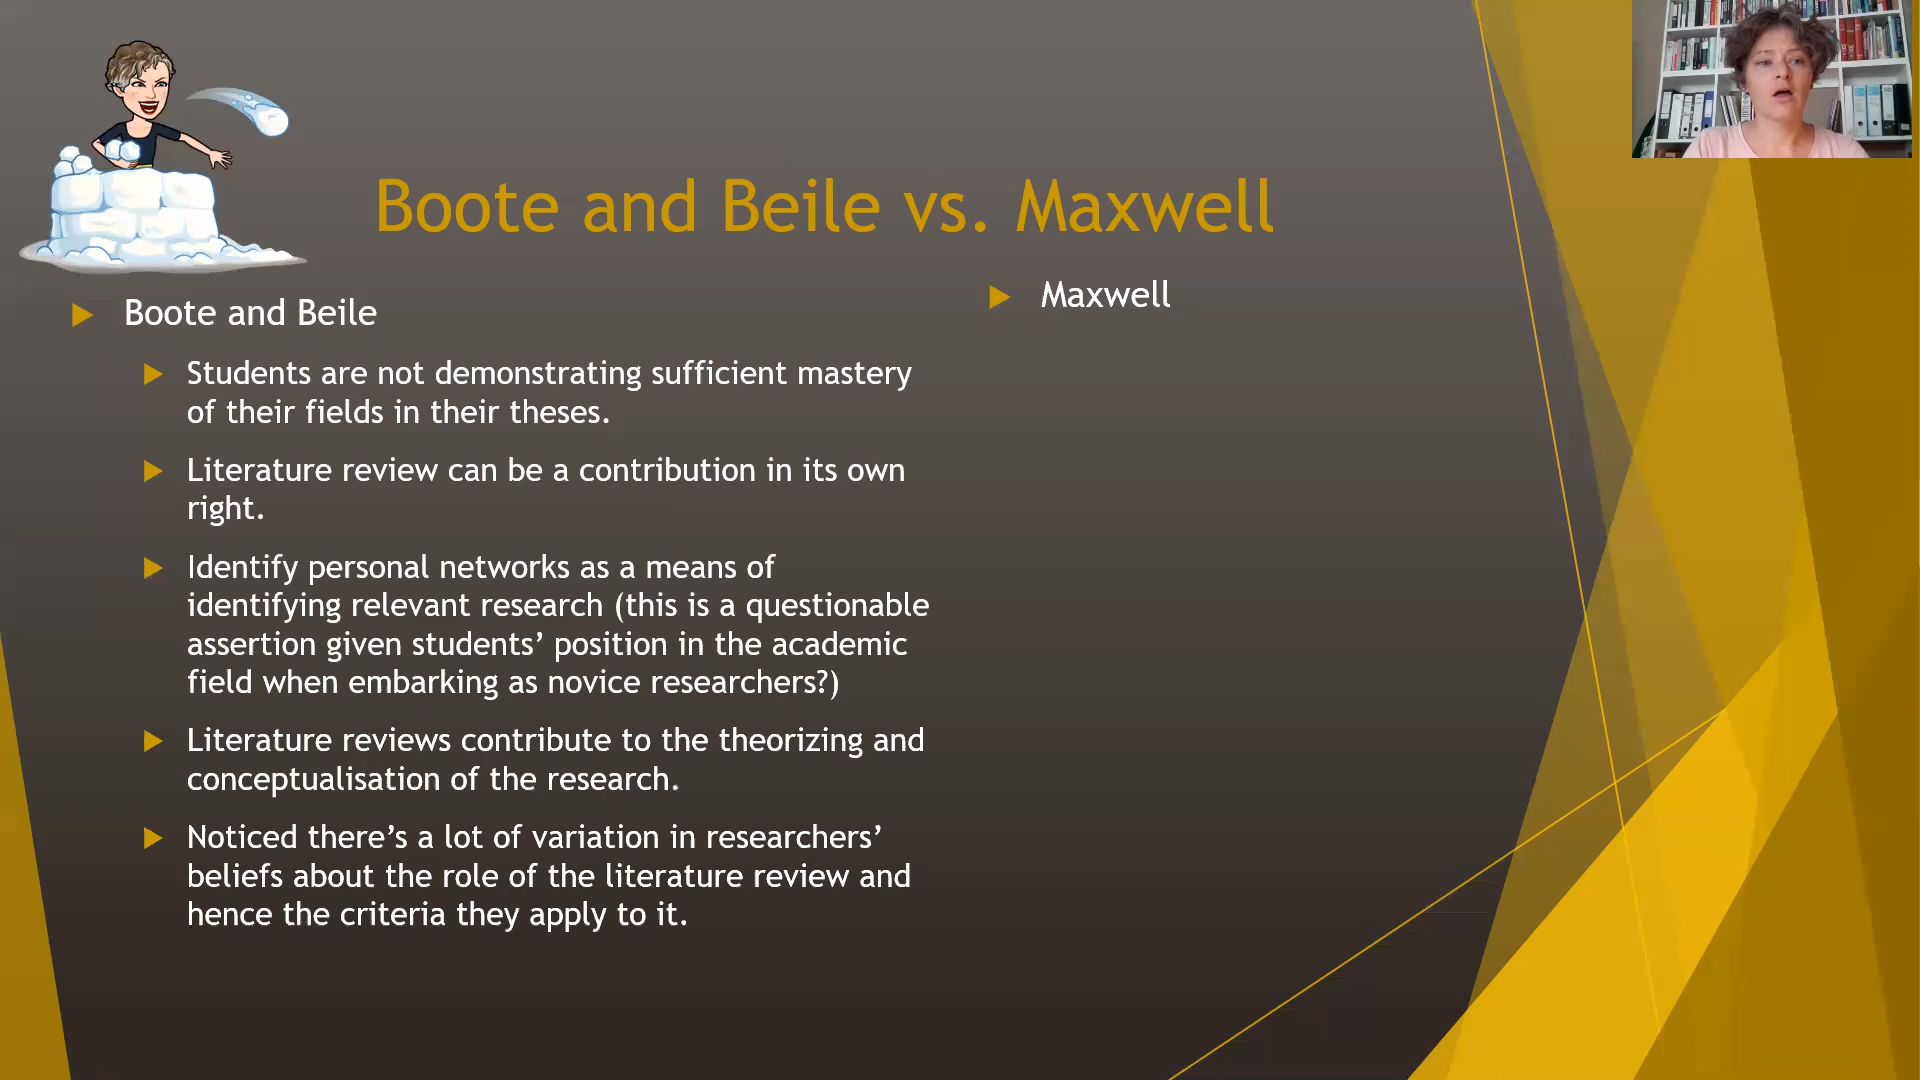 Boote and Beile vs. Maxwell
Boote and Beile
Students are not demonstrating sufficient mastery
of their fields in their theses.
Literature review can be a contribution in its own
right.
Identify personal networks as a means of
identifying relevant research (this is a questionable
assertion given students’ position in the academic
field when embarking as novice researchers?)
Literature reviews contribute to the theorizing and
conceptualisation of the research.
Noticed there’s a lot of variation in researchers’
beliefs about the role of the literature review and
hence the criteria they apply to it.
Maxwell